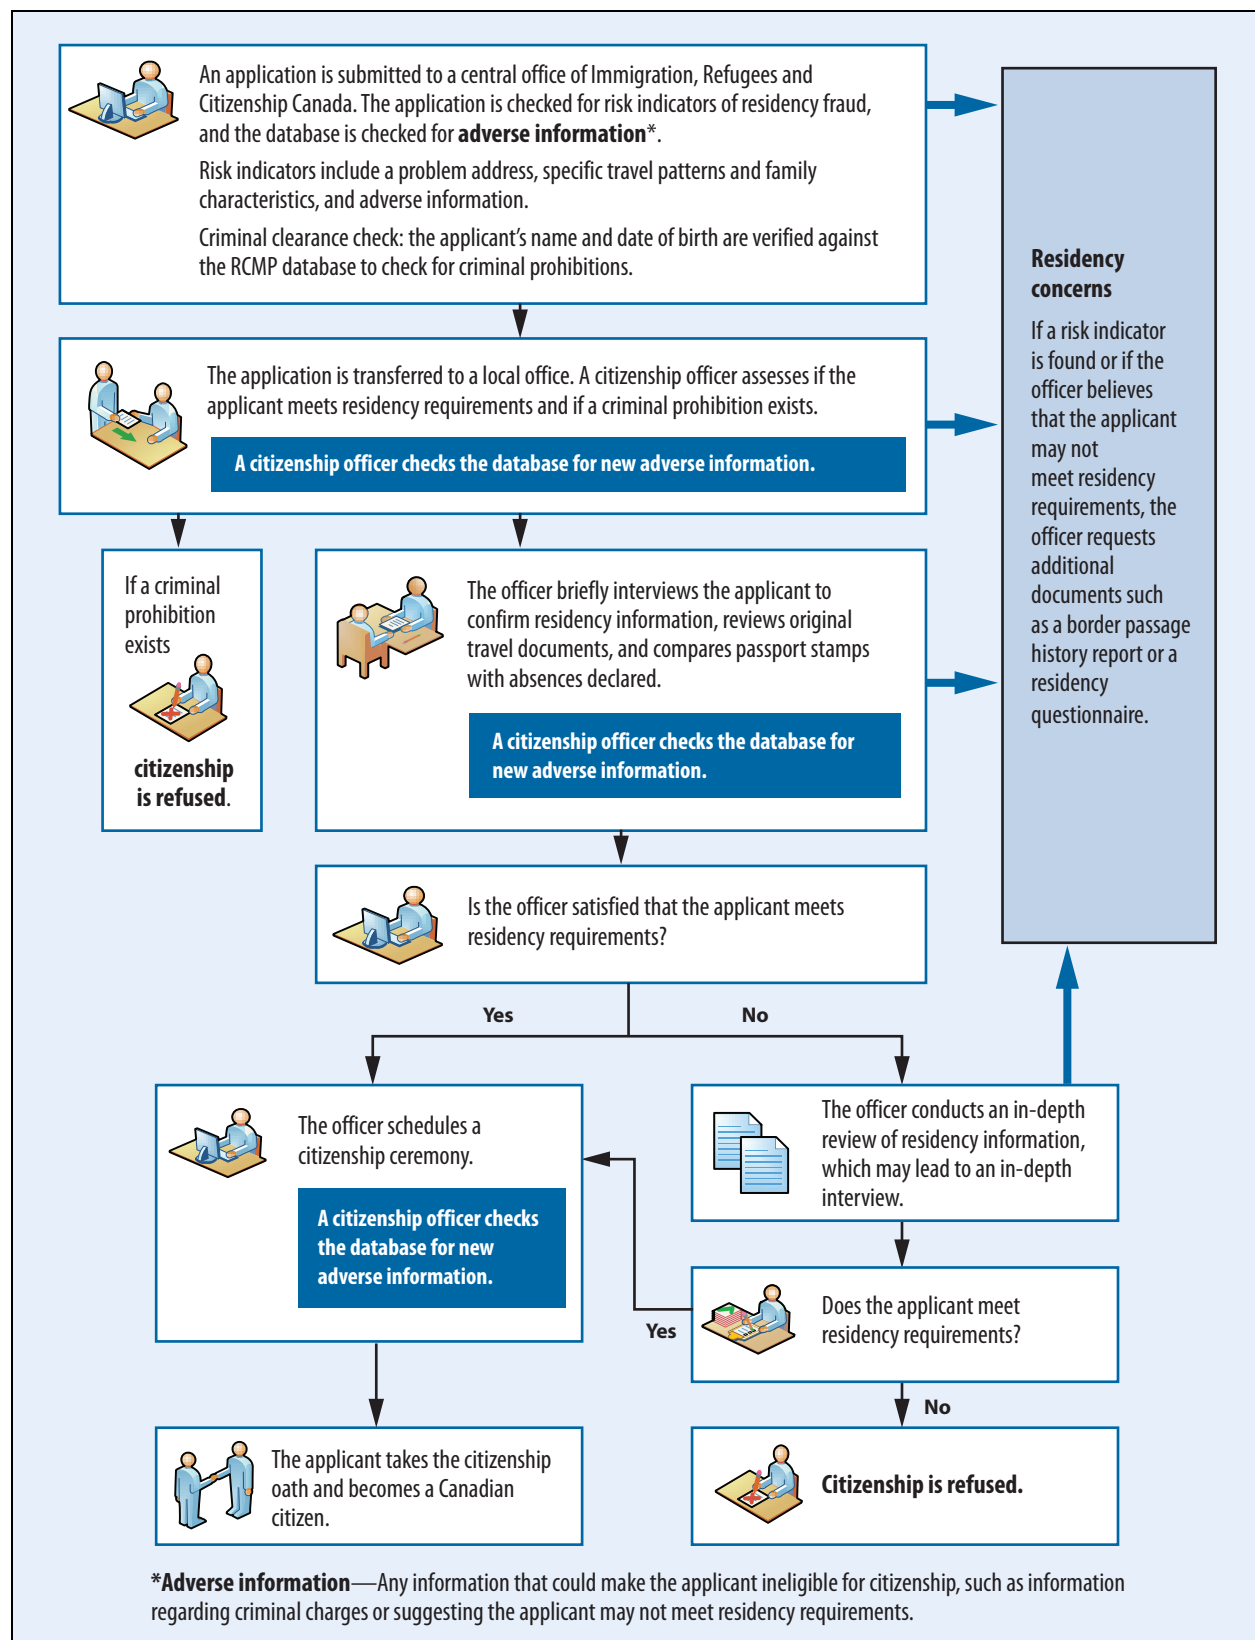 An application is submitted to a central office of Immigration, Refugees and
Citizenship Canada. The application is checked for risk indicators of residency fraud,
and the database is checked for adverse information*.
Risk indicators include a problem address, specific travel patterns and family
characteristics, and adverse information.
Criminal clearance check: the applicant’s name and date of birth are verified against
the RCMP database to check for criminal prohibitions.
The application is transferred to a local office. A citizenship officer assesses if the
applicant meets residency requirements and if a criminal prohibition exists.
A citizenship officer checks the database for new adverse information.
If a criminal
prohibition
exists
citizenship
is refused.
The officer briefly interviews the applicant to
confirm residency information, reviews original
travel documents, and compares passport stamps
with absences declared.
A citizenship officer checks the database for
new adverse information.
Residency
concerns
If a risk indicator
is found or if the
officer believes
that the applicant
may not
meet residency
requirements, the
officer requests
additional
documents such
as a border passage
history report or a
residency
questionnaire.
Is the officer satisfied that the applicant meets
residency requirements?
Yes
No
The officer schedules a
citizenship ceremony.
A citizenship officer checks
the database for new
adverse information.
The officer conducts an in-depth
review of residency information,
which may lead to an in-depth
interview.
Does the applicant meet
residency requirements?
Yes
No
The applicant takes the citizenship
oath and becomes a Canadian
citizen.
Citizenship is refused.
*Adverse information—Any information that could make the applicant ineligible for citizenship, such as information
regarding criminal charges or suggesting the applicant may not meet residency requirements.